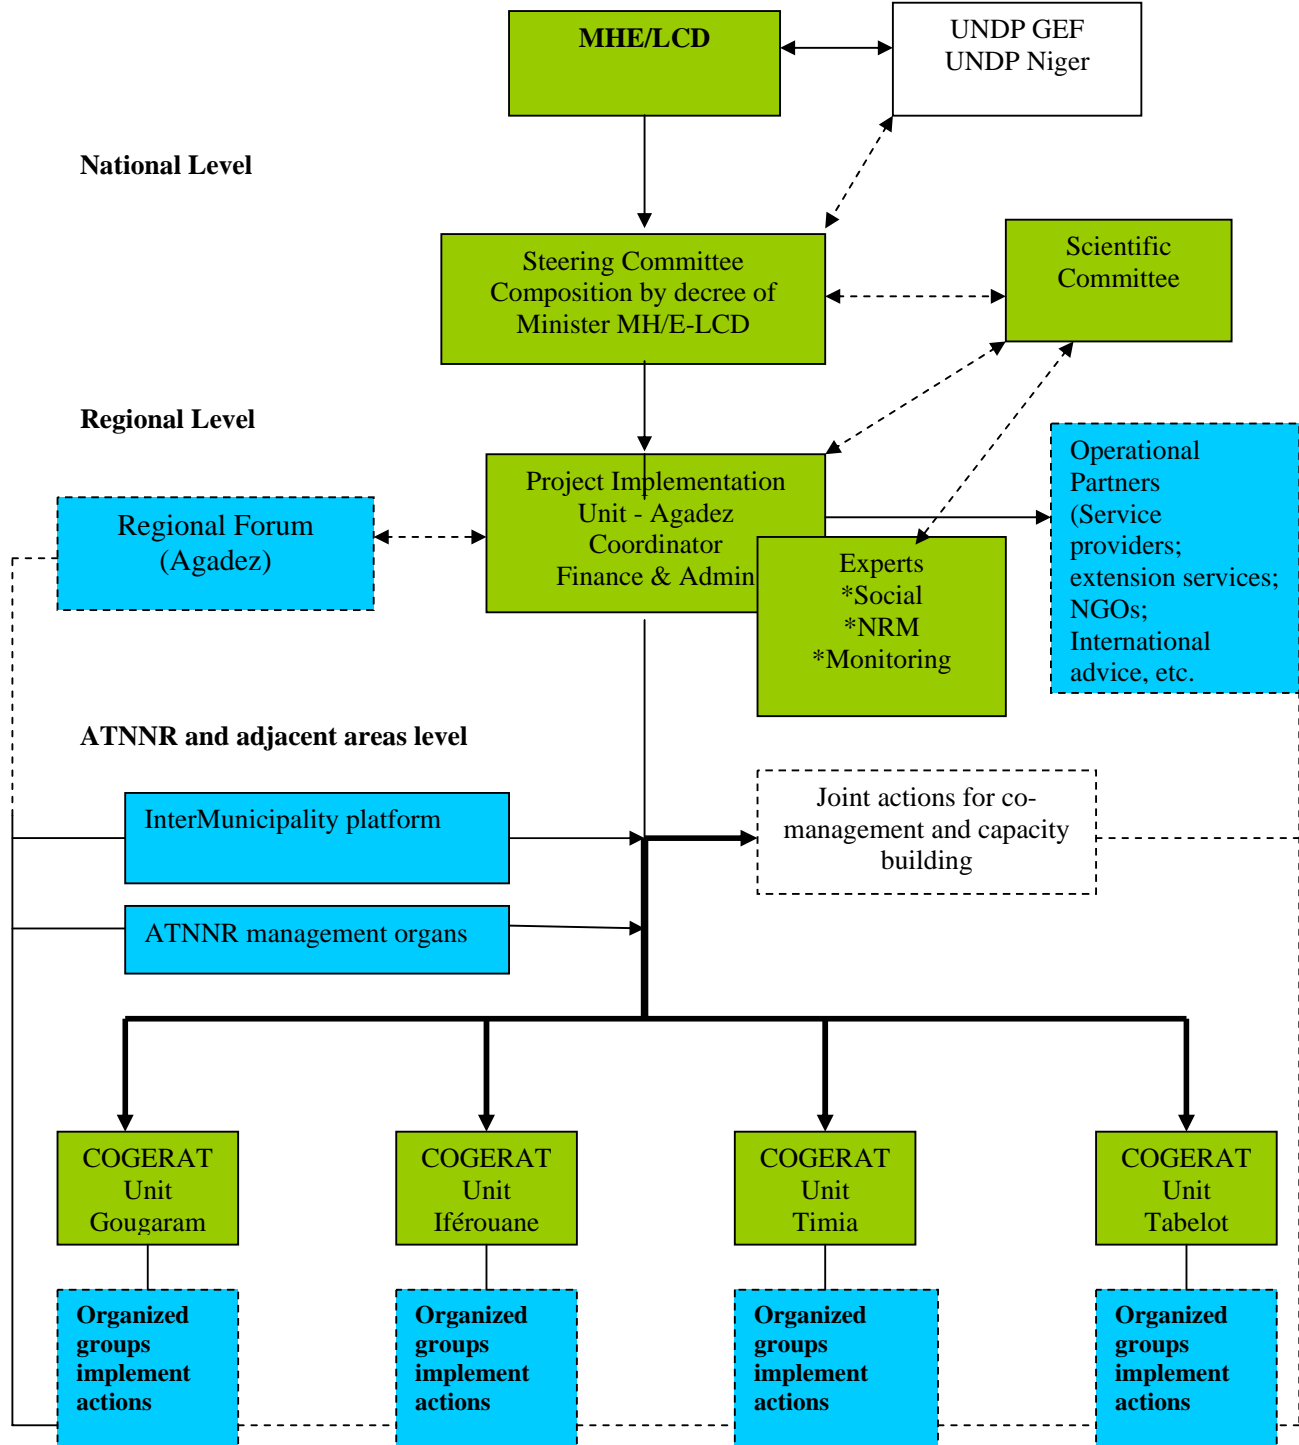 MHE/LCD
UNDP GEF
UNDP Niger
National Level
Steering Committee
Composition by decree of
Minister MH/E-LCD
Scientific
Committee
Regional Level
Regional Forum
(Agadez)
Project Implementation
Unit - Agadez
Coordinator
Finance & Admin
Experts
*Social
*NRM
*Monitoring
Operational
Partners
(Service
providers;
extension services;
NGOs;
International
advice, etc.
ATNNR and adjacent areas level
InterMunicipality platform
Joint actions for co-
management and capacity
building
ATNNR management organs
COGERAT
Unit
Gougaram
COGERAT
Unit
Iférouane
COGERAT
Unit
Timia
COGERAT
Unit
Tabelot
Organized
groups
implement
actions
Organized
groups
implement
actions
Organized
groups
implement
actions
Organized
groups
implement
actions